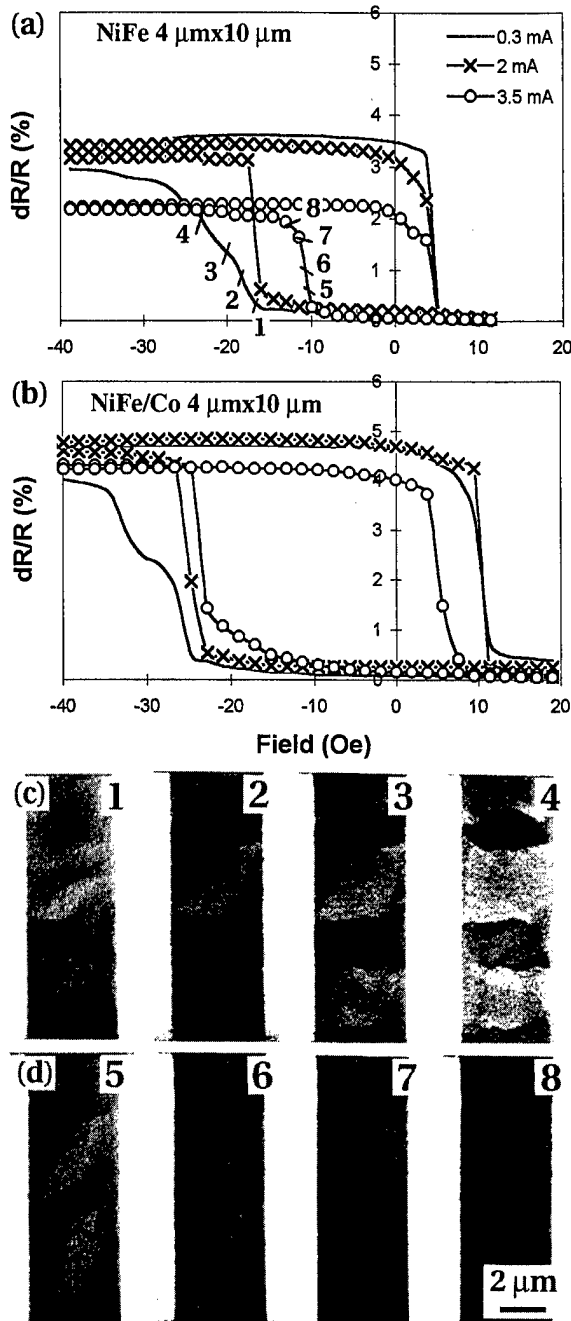 (a) NiFe 4 μmx10 μm
0.3 mA
2 mA
3.5 mA
dR/R (%)
6
5
4
3
2
1
0
4
3
2
1
8
7
6
5
-40 -30 -20 -10 0 10 20
(b) NiFe/Co 4 μmx10 μm
dR/R (%)
6
5
4
3
2
1
0
-40 -30 -20 -10 0 10 20
Field (Oe)
(c) 1 2 3 4
(d) 5 6 7 8
2 μm